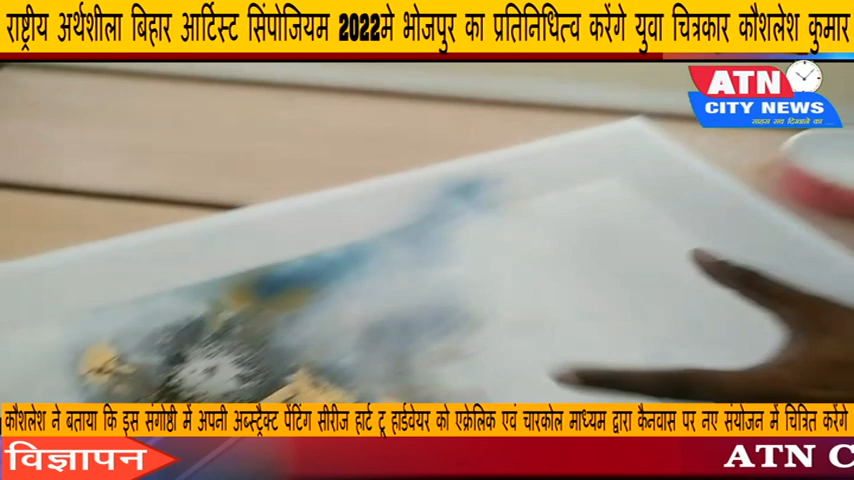 राष्ट्रीय अर्थशीला बिहार आर्टिस्ट सिंपोजियम 2022मे भोजपुर का प्रतिनिधित्व करेंगे युवा चित्रकार कौशलेश कुमार
ATN
CITY NEWS
कौशलेश ने बताया कि इस संगोष्ठी में अपनी अब्स्ट्रैक्ट पेंटिंग सीरीज हार्ट टू हार्डवेयर को एक्रेलिक एवं चारकोल माध्यम द्वारा कैनवास पर नए संयोजन में चित्रित करेंगे
विज्ञापन
ATN C